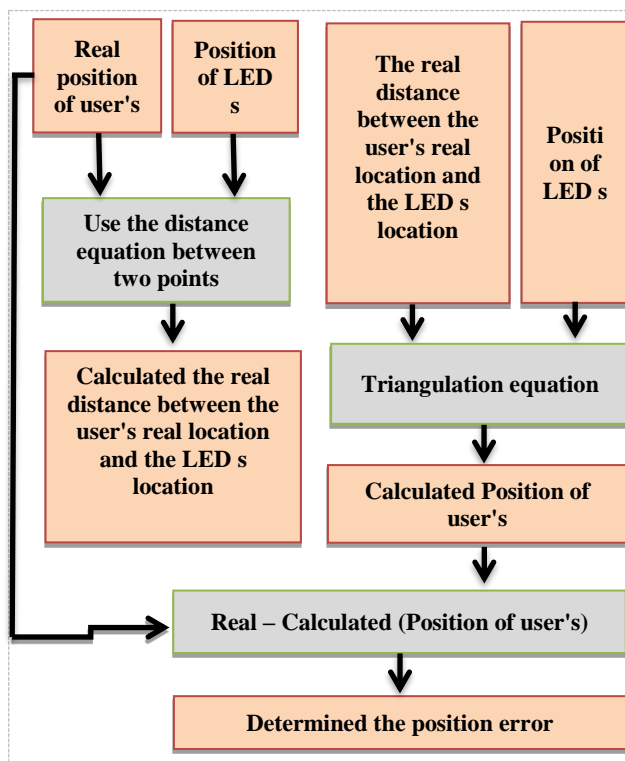 Real
position
of user's
Position
of LED
s
The real
distance
between the
user's real
location and
the LED s
location
Positi
on of
LED s
Use the distance
equation between
two points
Calculated the real
distance between the
user's real location
and the LED s
location
Triangulation equation
Calculated Position of
user's
Real – Calculated (Position of user's)
Determined the position error